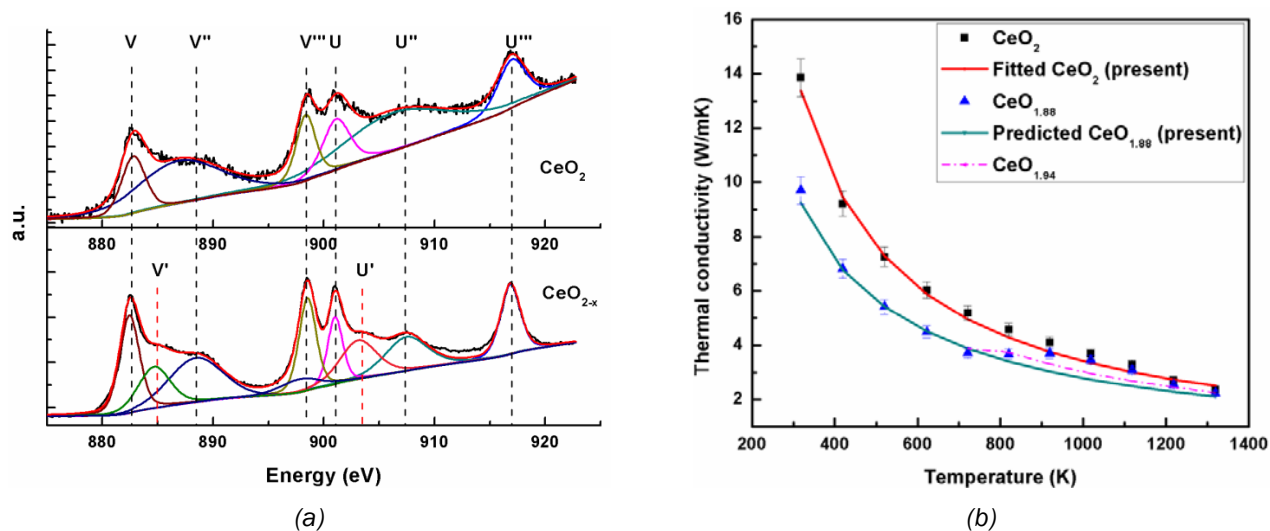 V V'' V''' U U'' U'''
CeO2
880 890 900 910 920
a.u.
V' U'
CeO2-x
880 890 900 910 920
Energy (eV)
(a)
CeO2
Fitted CeO2 (present)
CeO1.88
Predicted CeO1.88 (present)
CeO1.94
16
14
12
10
8
6
4
2
Thermal conductivity (W/mK)
200 400 600 800 1000 1200 1400
Temperature (K)
(b)